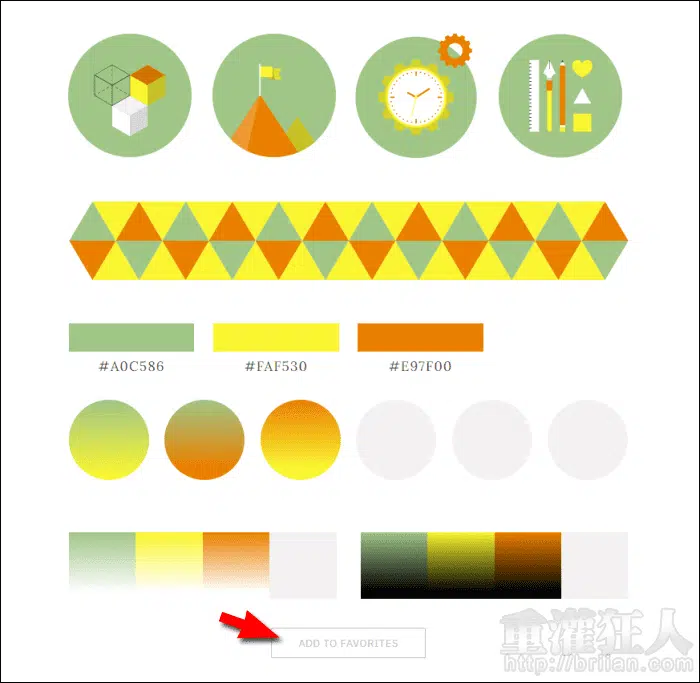 #A0C586
#FAF530
#E97F00
ADD TO FAVORITES
重灌狂人
http://briian.com